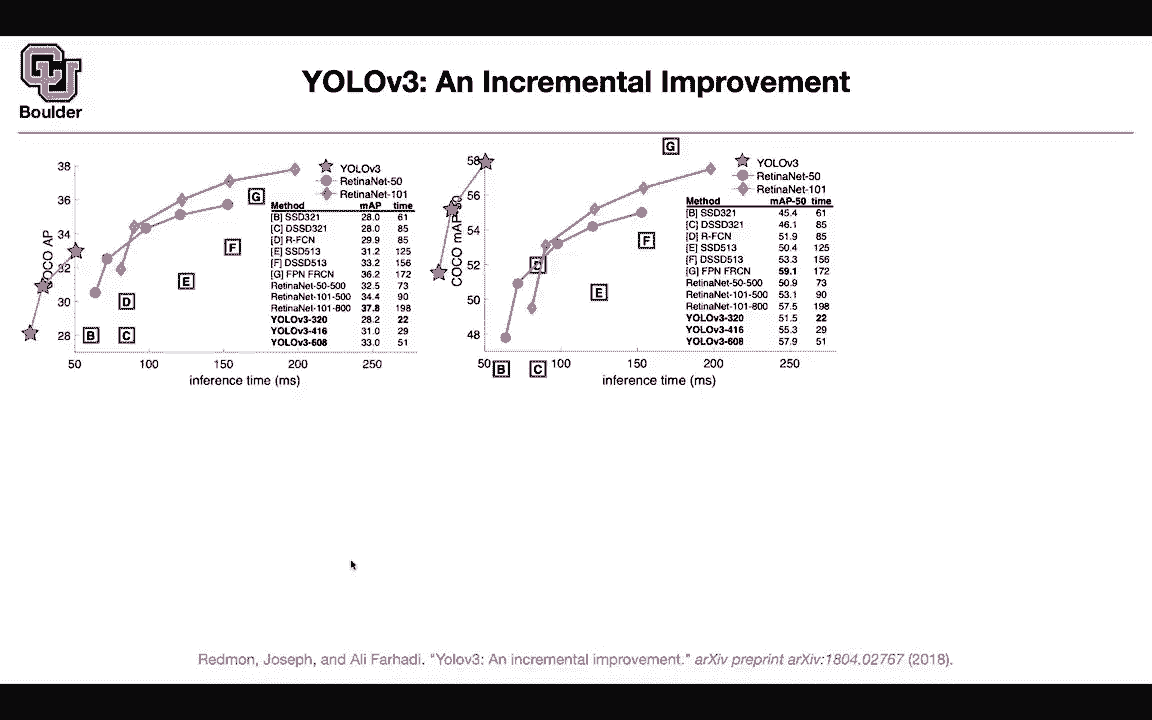 CU
Boulder
YOLOv3: An Incremental Improvement
38
36
34
32
30
28
COCO AP
50 100 150 200 250
inference time (ms)
B
C
D
E
F
G
YOLOv3
RetinaNet-50
RetinaNet-101
Method mAP time
[B] SSD321 28.0 61
[C] DSSD321 28.0 85
[D] R-FCN 29.9 85
[E] SSD513 31.2 125
[F] DSSD513 33.2 156
[G] FPN FRCN 36.2 172
RetinaNet-50-500 32.5 73
RetinaNet-101-500 34.4 90
RetinaNet-101-800 37.8 198
YOLOv3-320 28.2 22
YOLOv3-416 31.0 29
YOLOv3-608 33.0 51
58
56
54
52
50
48
COCO mAP-50
50 100 150 200 250
inference time (ms)
B
C
D
E
F
G
YOLOv3
RetinaNet-50
RetinaNet-101
Method mAP-50 time
[B] SSD321 45.4 61
[C] DSSD321 46.1 85
[D] R-FCN 51.9 85
[E] SSD513 50.4 125
[F] DSSD513 53.3 156
[G] FPN FRCN 59.1 172
RetinaNet-50-500 50.9 73
RetinaNet-101-500 53.1 90
RetinaNet-101-800 57.5 198
YOLOv3-320 51.5 22
YOLOv3-416 55.3 29
YOLOv3-608 57.9 51
Redmon, Joseph, and Ali Farhadi. "Yolov3: An incremental improvement." arXiv preprint arXiv:1804.02767 (2018).